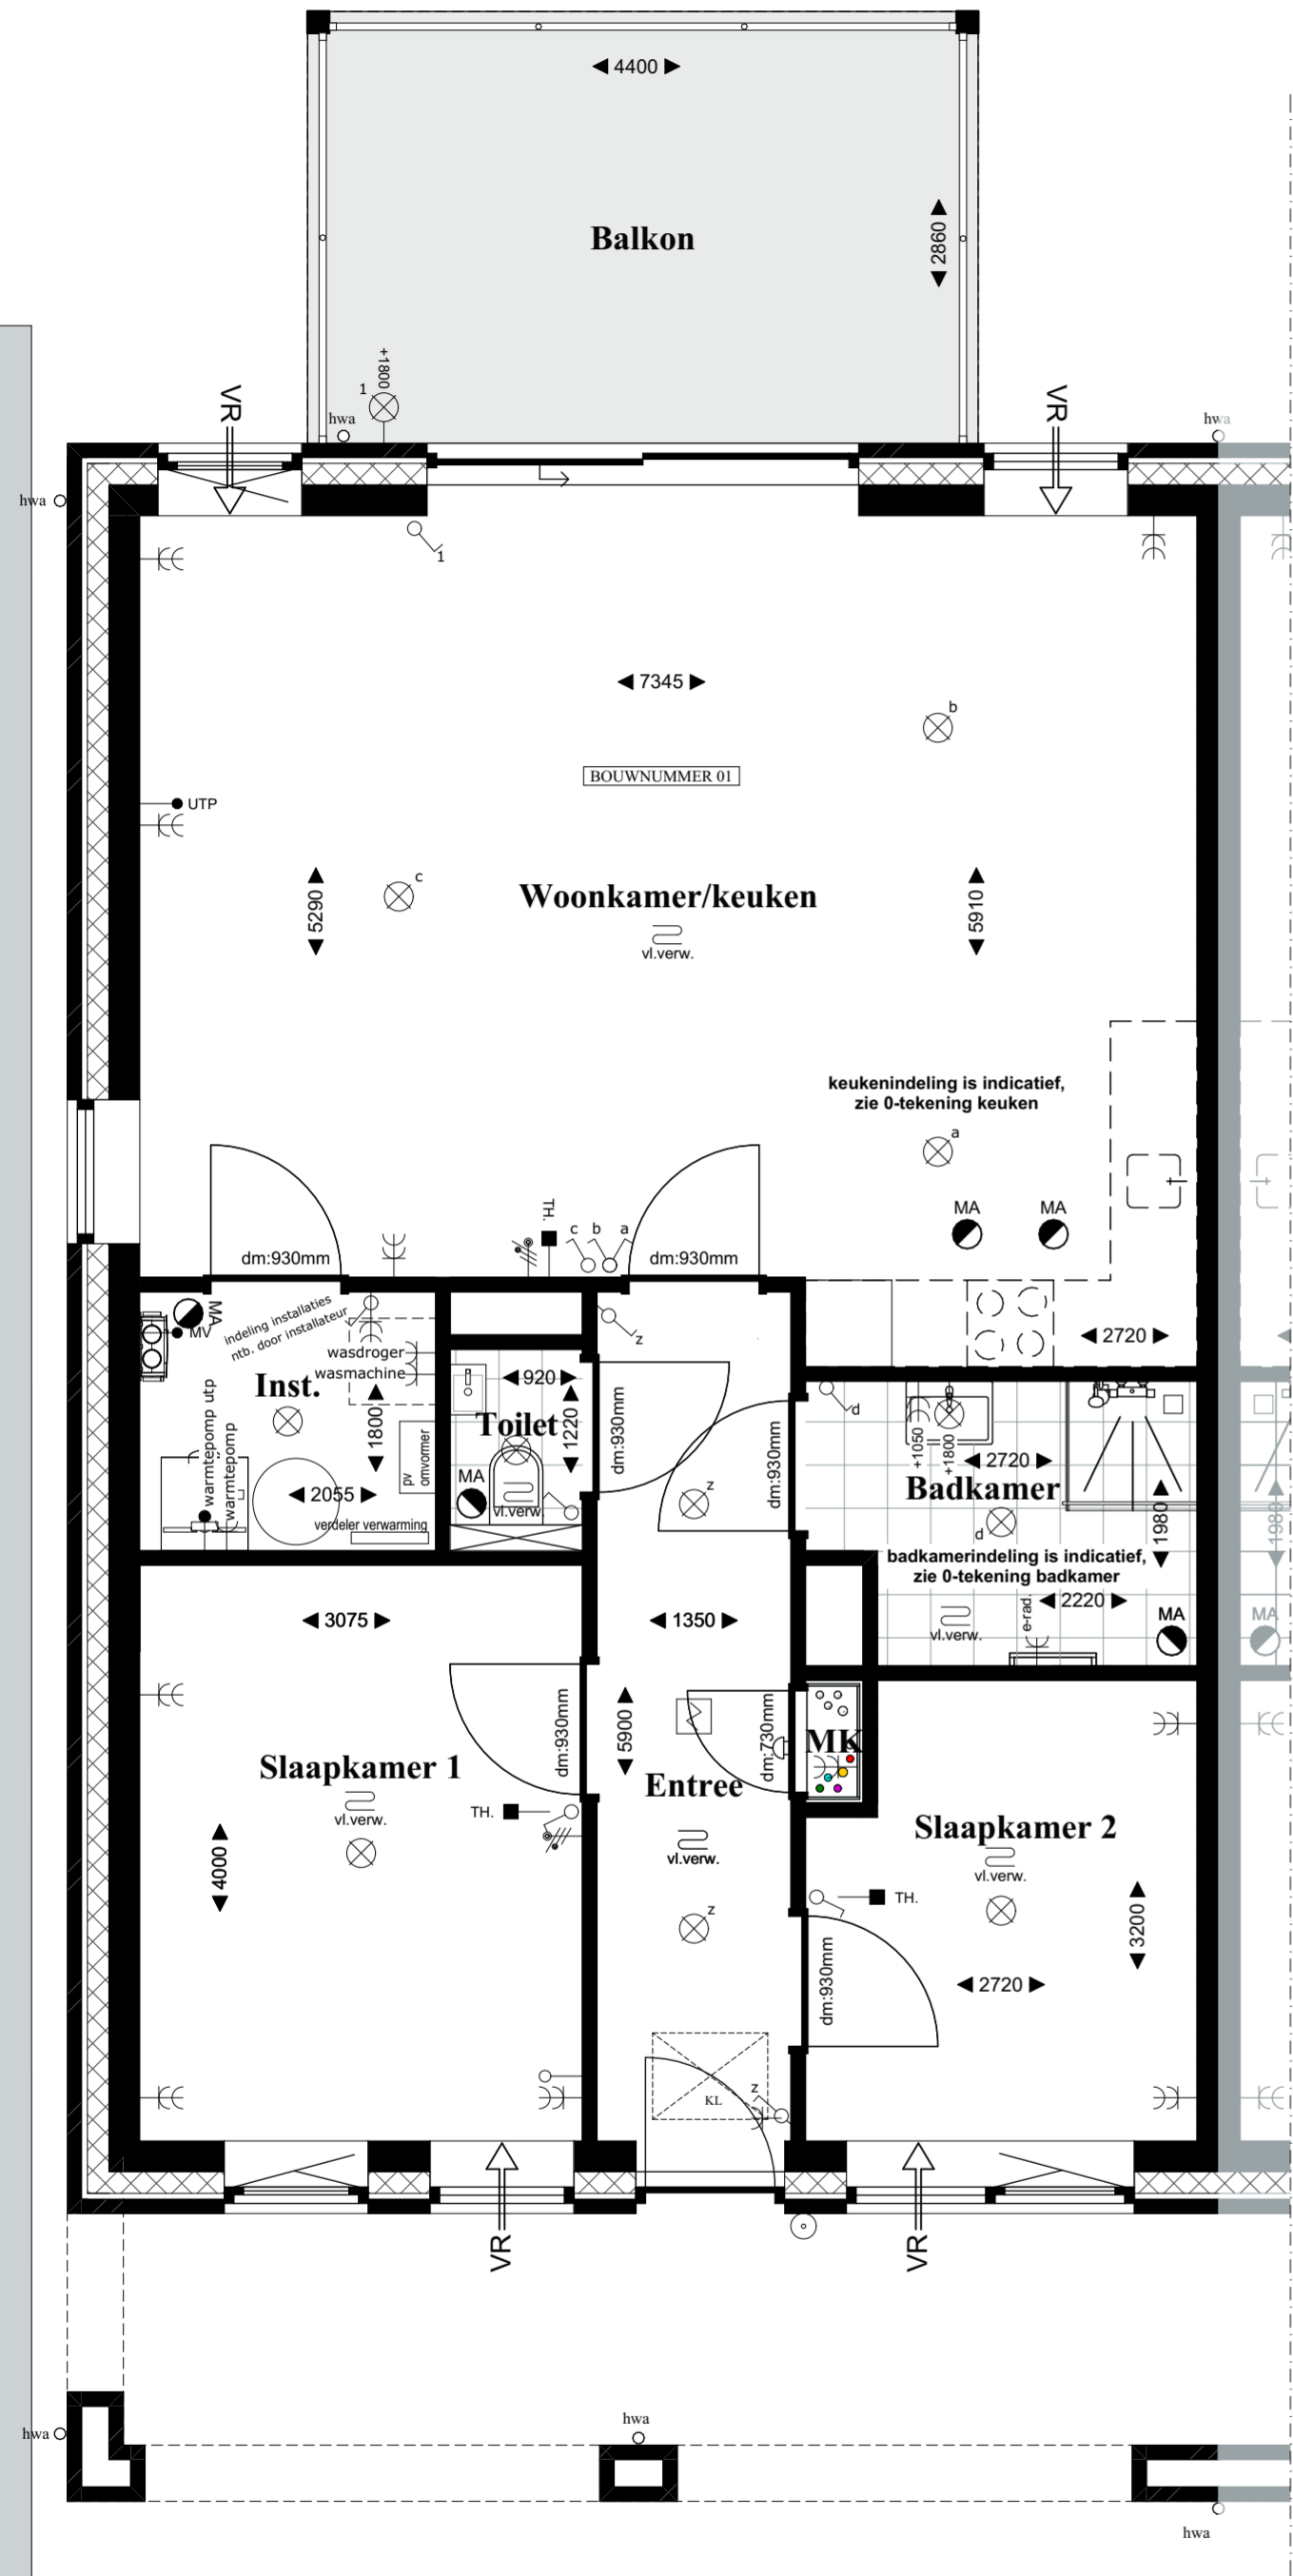 4400
2860
Balkon
+1800
1
hwa
VR
VR
hwa
hwa
1
7345
b
BOUWNUMMER 01
UTP
c
5290
Woonkamer/keuken
5910
vl.verw.
keukenindeling is indicatief,
zie 0-tekening keuken
a
MA
MA
TH.
c
b
a
dm:930mm
dm:930mm
2720
MA
MV
indeling installaties
ntb. door installateur
wasdroger
wasmachine
Inst.
1800
warmtepomp utp
warmtepomp
pv
omvormer
2055
verdeler verwarming
920
1220
Toilet
MA
vl.verw.
z
dm:930mm
dm:930mm
z
d
+1050
+1800
2720
Badkamer
d
1980
1980
badkamerindeling is indicatief,
zie 0-tekening badkamer
2220
e-rad.
vl.verw.
MA
MA
3075
1350
dm:930mm
5900
dm:730mm
MK
Slaapkamer 1
vl.verw.
TH.
4000
Entree
vl.verw.
z
Slaapkamer 2
vl.verw.
TH.
3200
2720
dm:930mm
z
KL
VR
VR
hwa
hwa
hwa